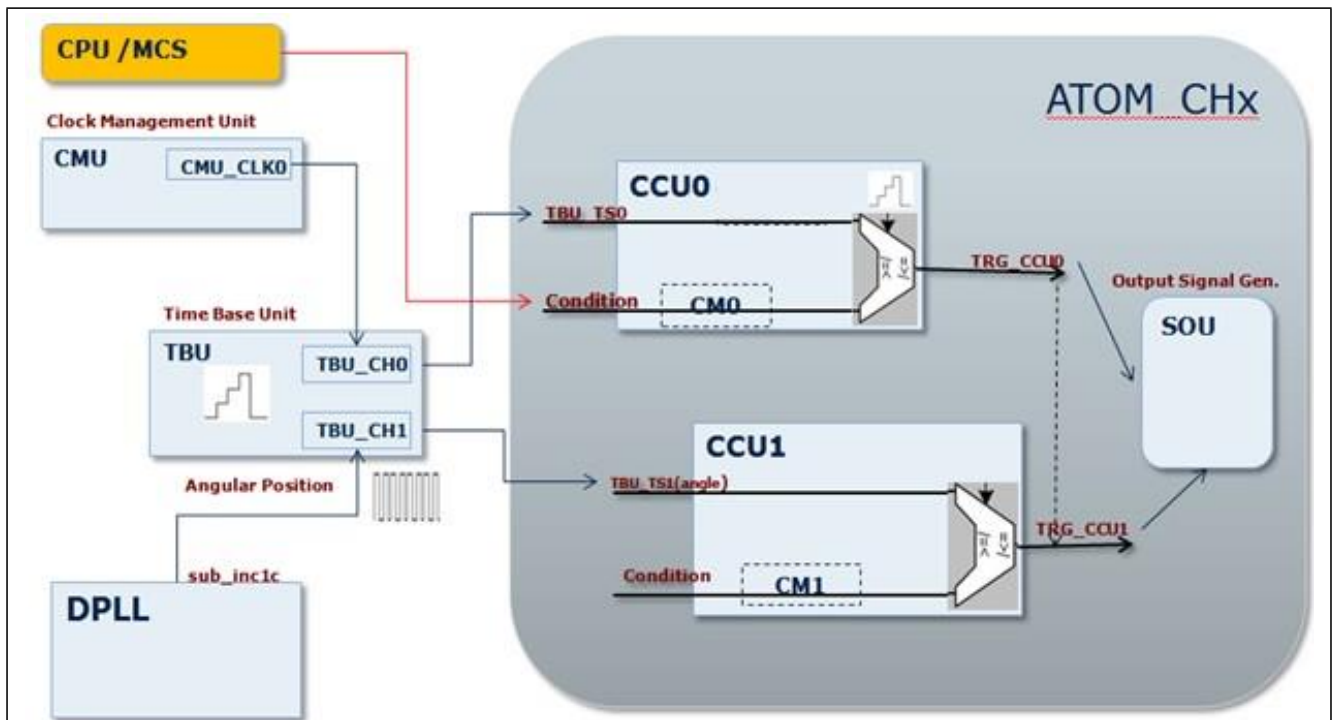 CPU /MCS
ATOM_CHx
Clock Management Unit
CMU
CMU_CLK0
CCU0
TBU_TS0
TRG_CCU0
>=/
/<=
Condition
CM0
Output Signal Gen.
SOU
Time Base Unit
TBU
TBU_CH0
TBU_CH1
CCU1
Angular Position
TBU_TS1(angle)
TRG_CCU1
>=/
/<=
sub_inc1c
Condition
CM1
DPLL